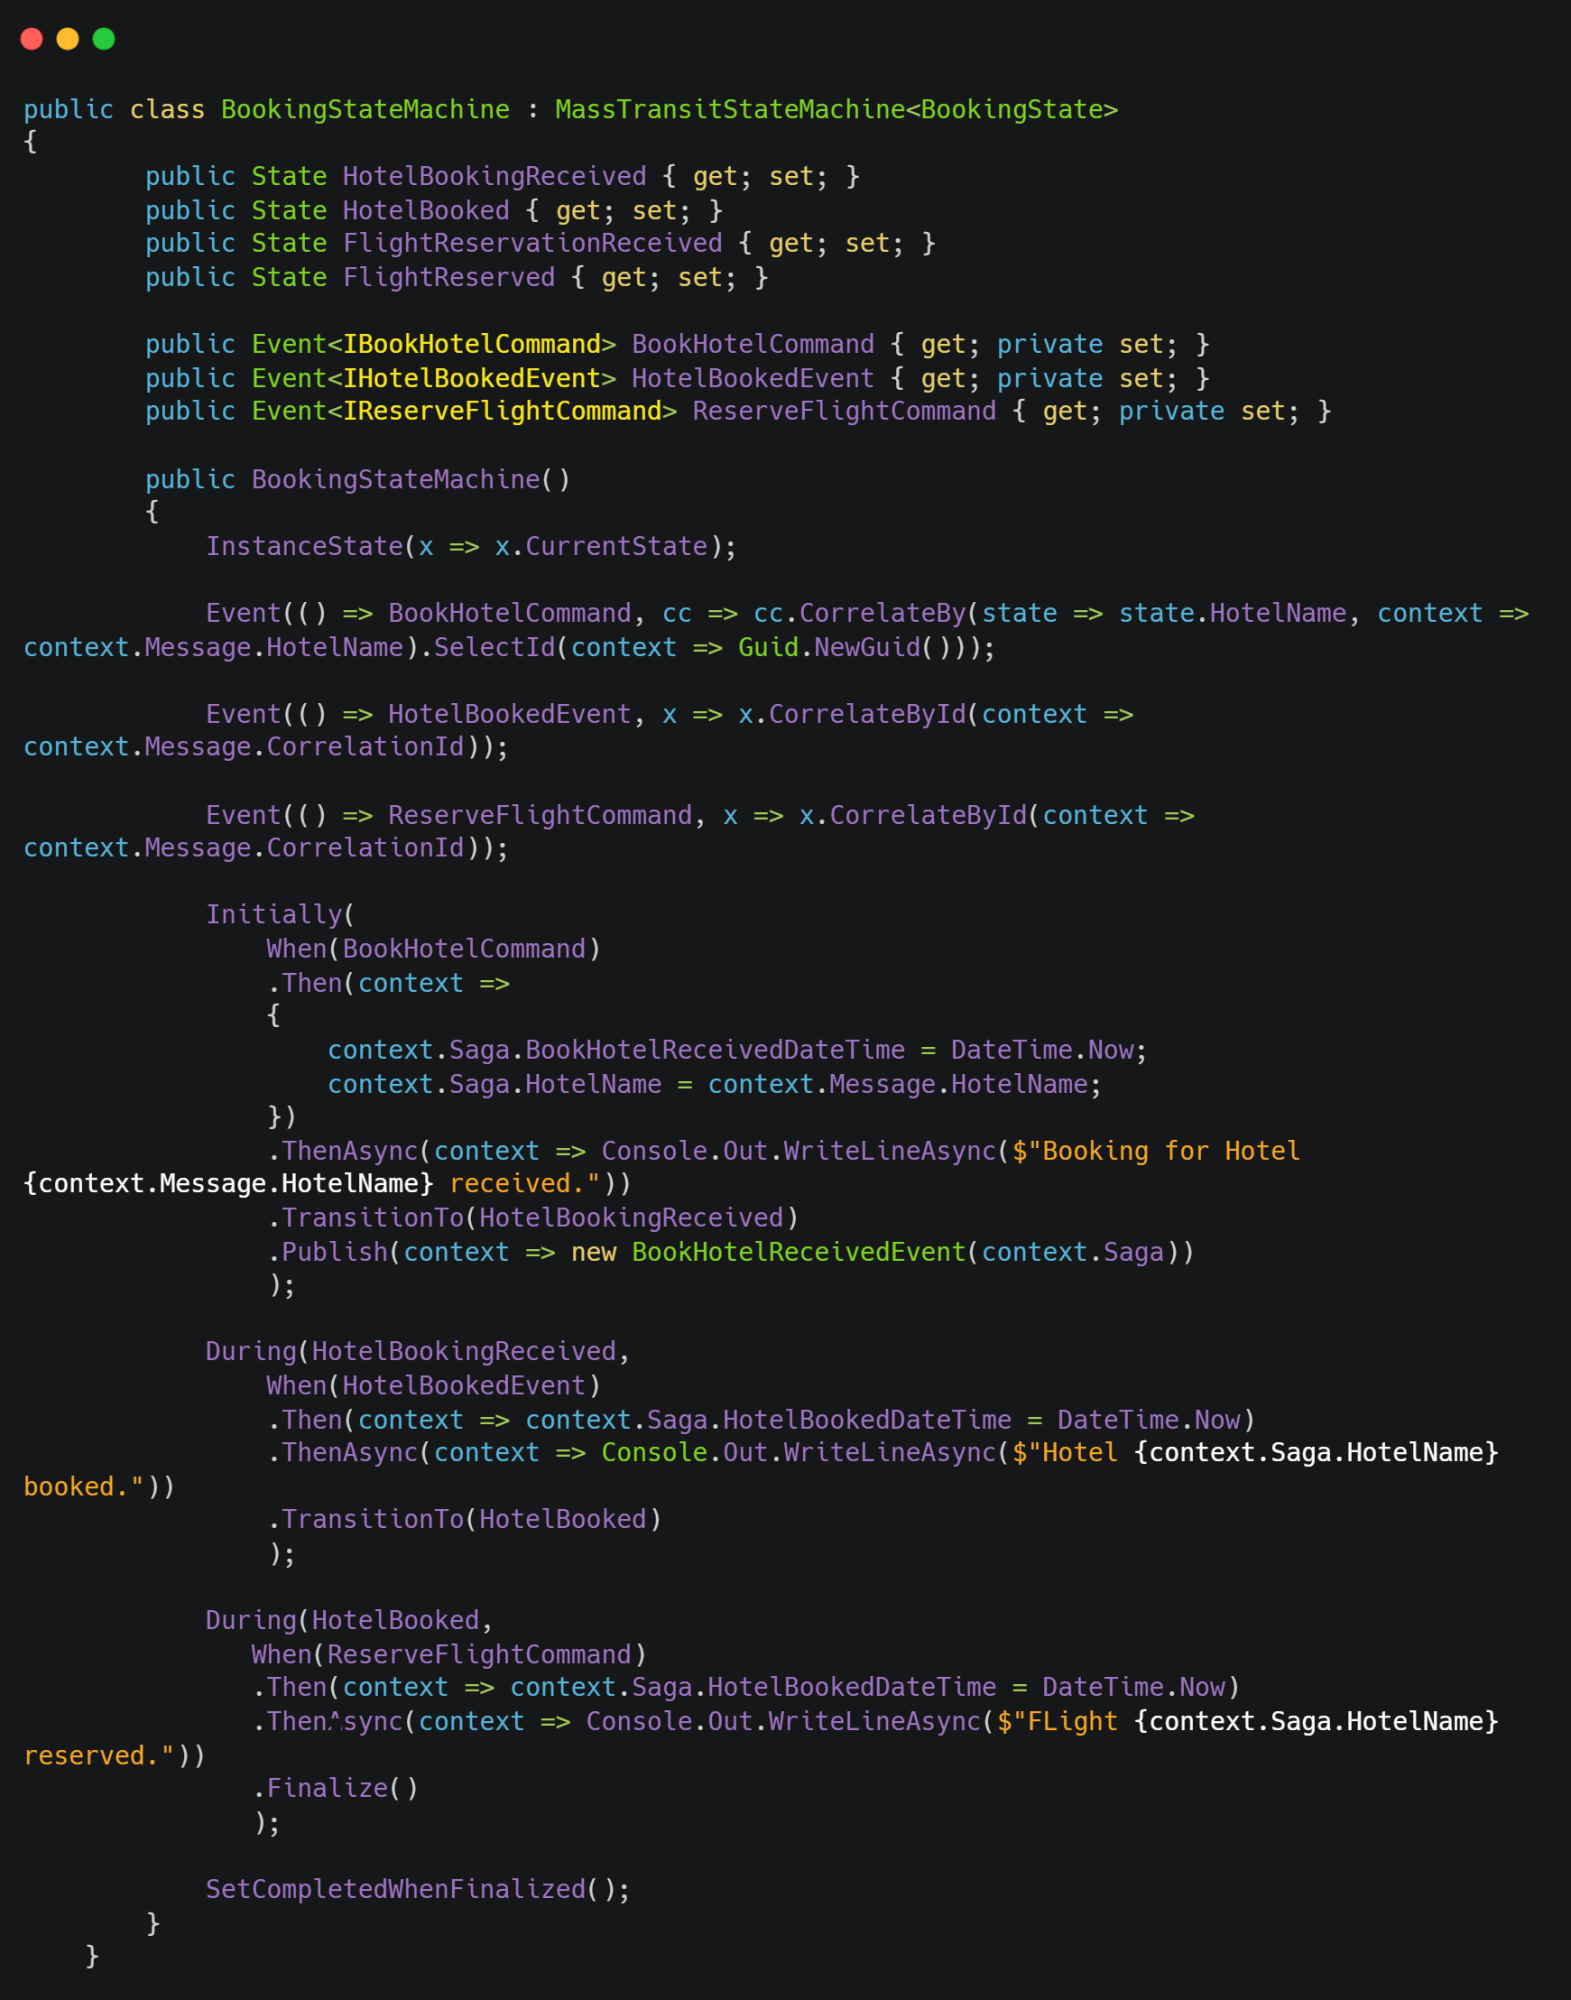 public class BookingStateMachine : MassTransitStateMachine<BookingState>
{
        public State HotelBookingReceived { get; set; }
        public State HotelBooked { get; set; }
        public State FlightReservationReceived { get; set; }
        public State FlightReserved { get; set; }

        public Event<IBookHotelCommand> BookHotelCommand { get; private set; }
        public Event<IHotelBookedEvent> HotelBookedEvent { get; private set; }
        public Event<IReserveFlightCommand> ReserveFlightCommand { get; private set; }

        public BookingStateMachine()
        {
            InstanceState(x => x.CurrentState);

            Event(() => BookHotelCommand, cc => cc.CorrelateBy(state => state.HotelName, context =>
context.Message.HotelName).SelectId(context => Guid.NewGuid()));

            Event(() => HotelBookedEvent, x => x.CorrelateById(context =>
context.Message.CorrelationId));

            Event(() => ReserveFlightCommand, x => x.CorrelateById(context =>
context.Message.CorrelationId));

            Initially(
                When(BookHotelCommand)
                .Then(context =>
                {
                    context.Saga.BookHotelReceivedDateTime = DateTime.Now;
                    context.Saga.HotelName = context.Message.HotelName;
                })
                .ThenAsync(context => Console.Out.WriteLineAsync($"Booking for Hotel
{context.Message.HotelName} received."))
                .TransitionTo(HotelBookingReceived)
                .Publish(context => new BookHotelReceivedEvent(context.Saga))
                );

            During(HotelBookingReceived,
                When(HotelBookedEvent)
                .Then(context => context.Saga.HotelBookedDateTime = DateTime.Now)
                .ThenAsync(context => Console.Out.WriteLineAsync($"Hotel {context.Saga.HotelName}
booked."))
                .TransitionTo(HotelBooked)
                );

            During(HotelBooked,
               When(ReserveFlightCommand)
               .Then(context => context.Saga.HotelBookedDateTime = DateTime.Now)
               .ThenAsync(context => Console.Out.WriteLineAsync($"FLight {context.Saga.HotelName}
reserved."))
               .Finalize()
               );

            SetCompletedWhenFinalized();
        }
    }